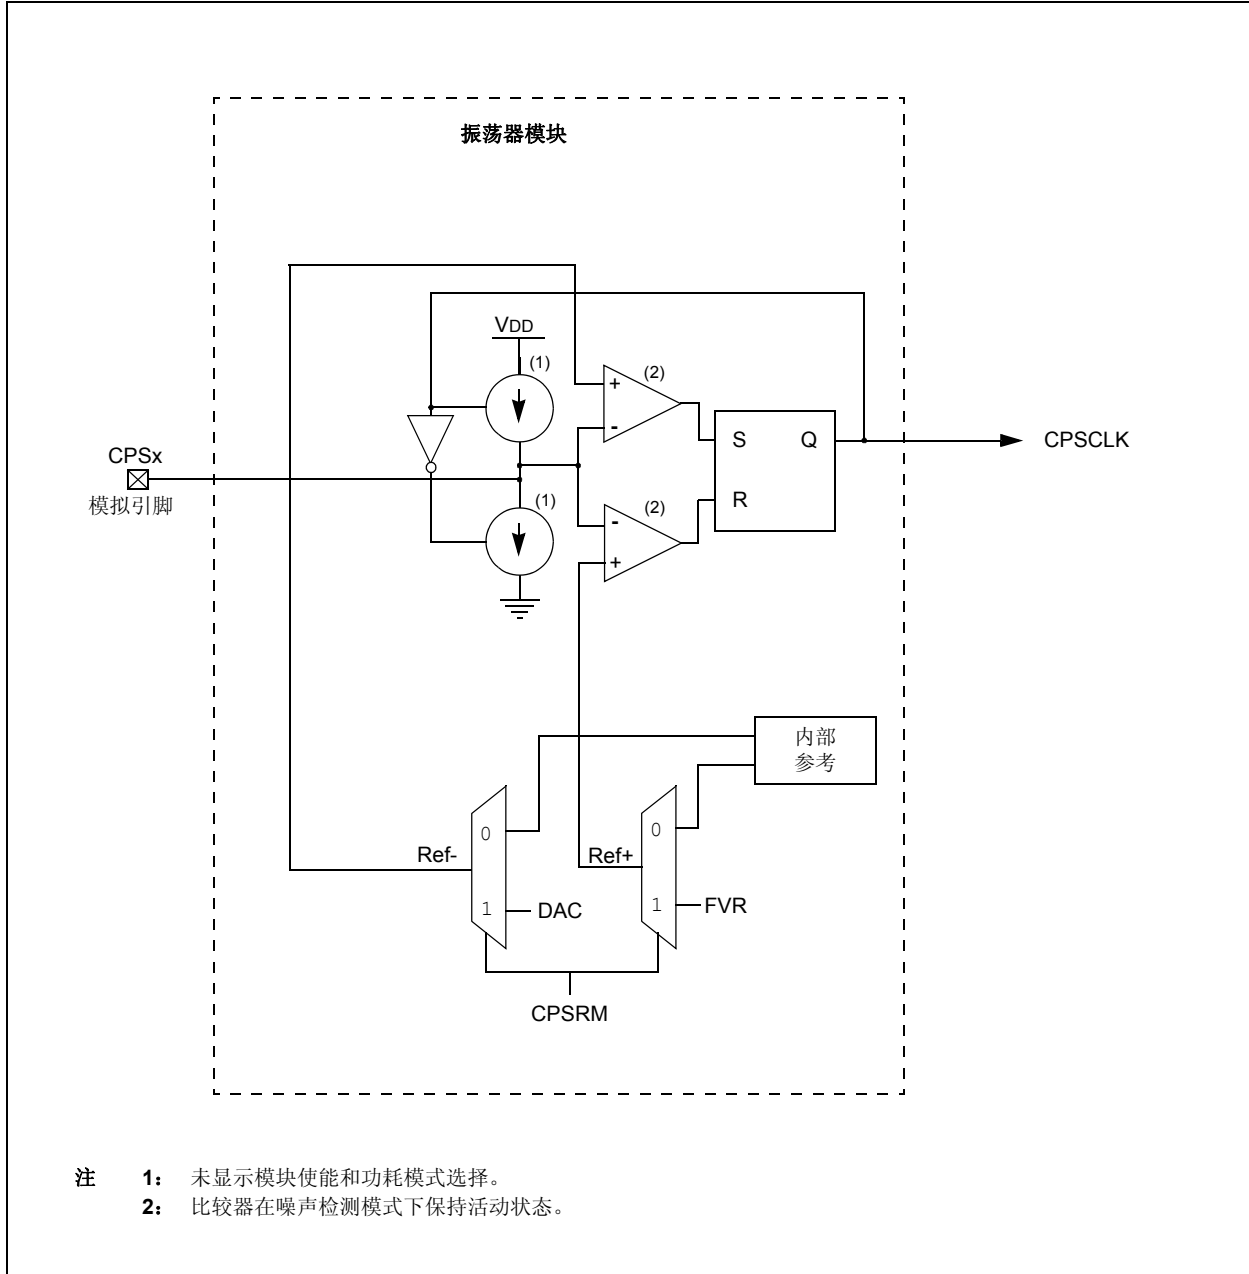 振荡器模块
VDD
(1)
(2)
S Q
CPSCLK
CPSx
模拟引脚
+
-
(1)
(2)
R
-
+
内部
参考
0
0
Ref-
Ref+
1
DAC
1
FVR
CPSRM
注 1： 未显示模块使能和功耗模式选择。
2： 比较器在噪声检测模式下保持活动状态。